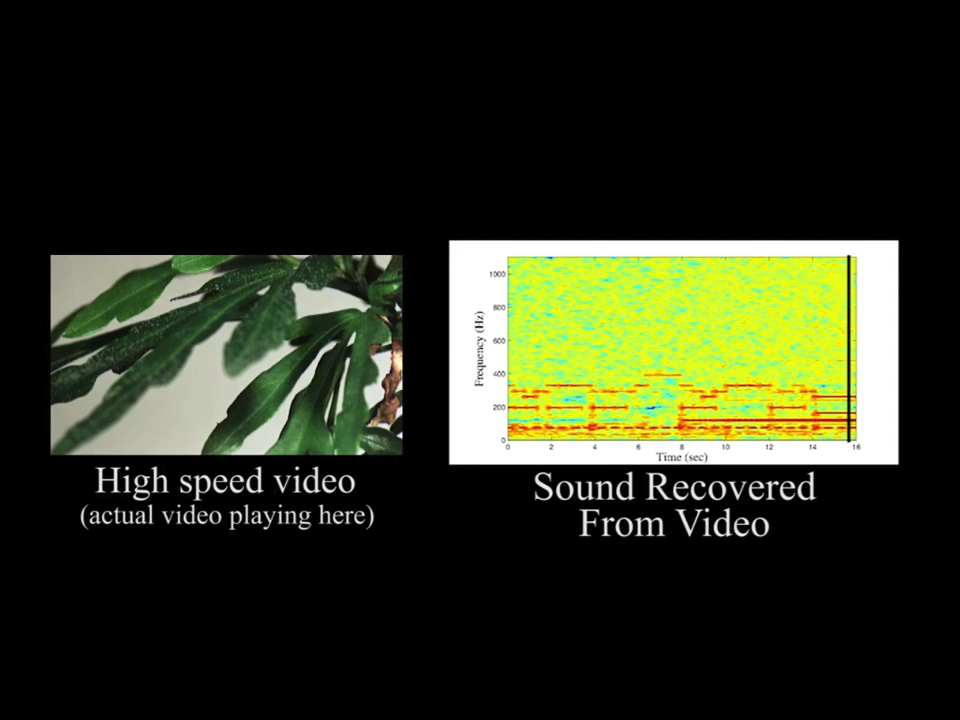 High speed video
(actual video playing here)
1000
800
600
400
200
0
Frequency (Hz)
0 2 4 6 8 10 12 14 16
Time (sec)
Sound Recovered
From Video